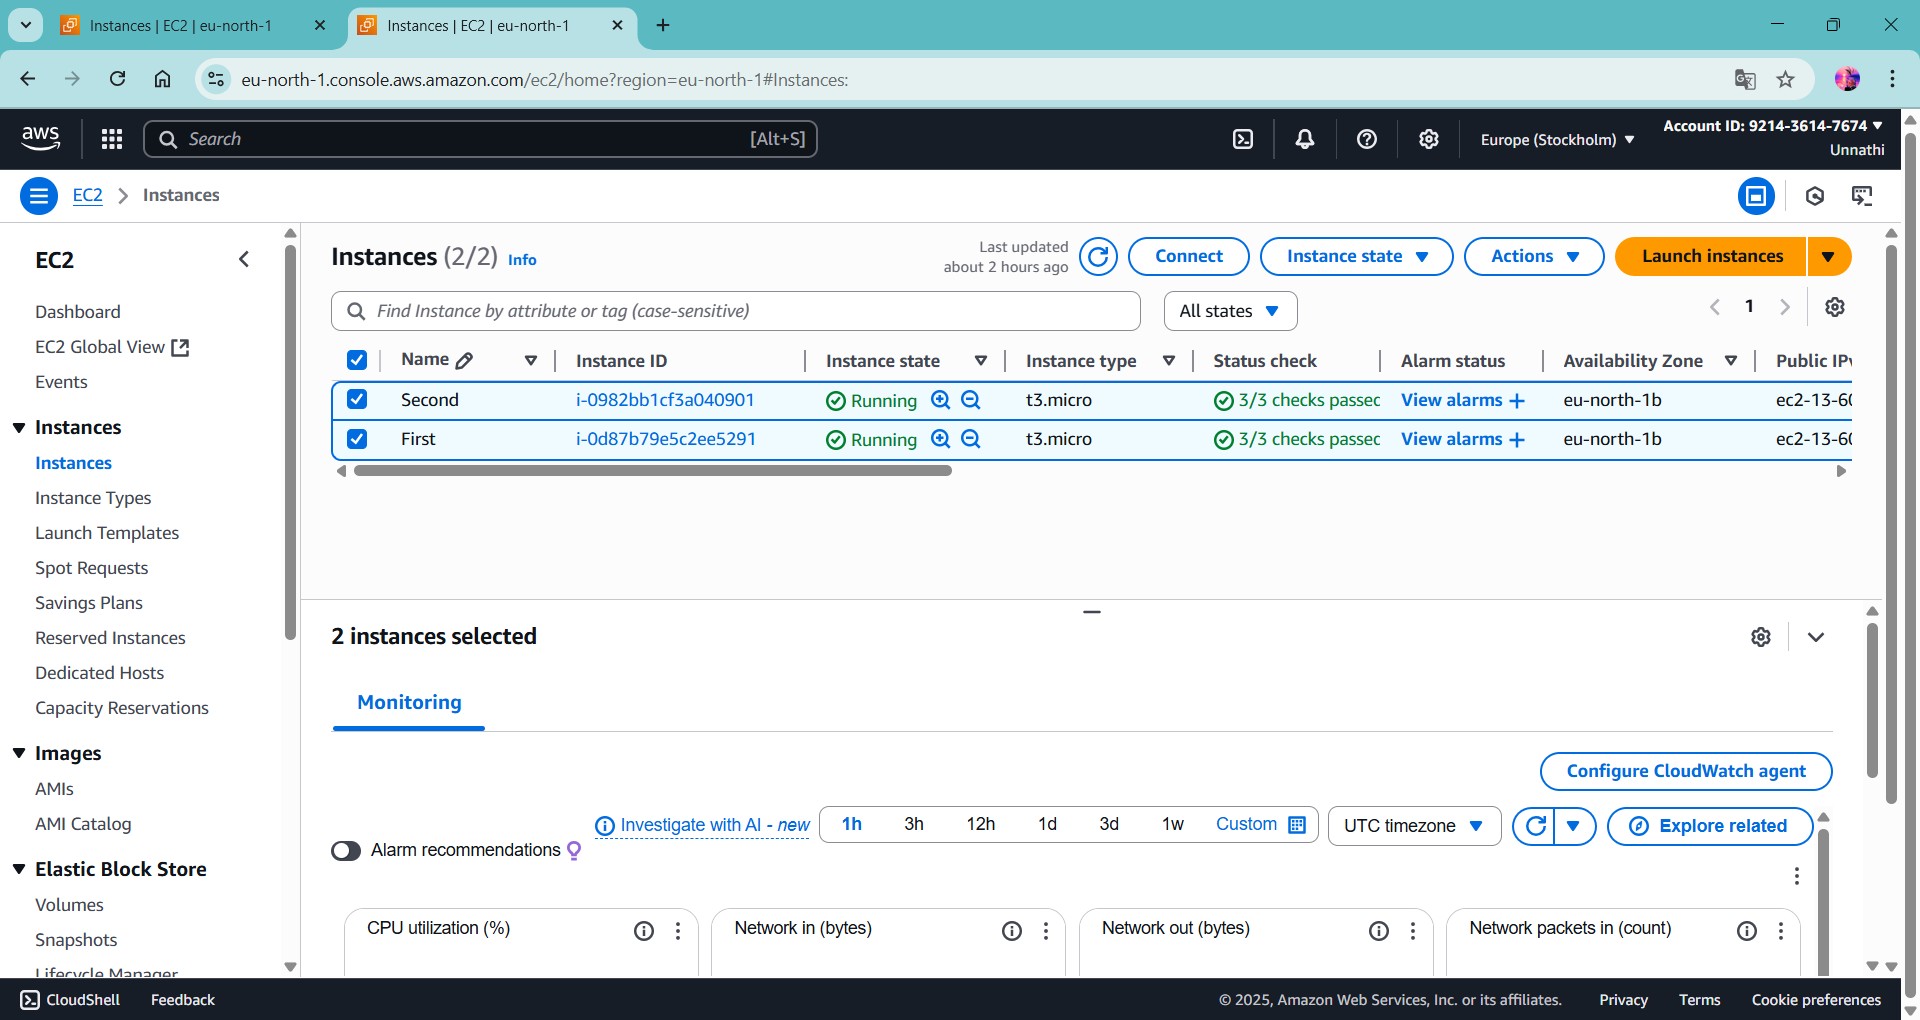 Instances | EC2 | eu-north-1
Instances | EC2 | eu-north-1
eu-north-1.console.aws.amazon.com/ec2/home?region=eu-north-1#Instances:
aws
Search
[Alt+S]
Europe (Stockholm)
Account ID: 9214-3614-7674
Unnathi
EC2
Instances
EC2
Dashboard
EC2 Global View
Events
Instances
Instances
Instance Types
Launch Templates
Spot Requests
Savings Plans
Reserved Instances
Dedicated Hosts
Capacity Reservations
Images
AMIs
AMI Catalog
Elastic Block Store
Volumes
Snapshots
Lifecycle Manager
Instances (2/2) Info
Last updated
about 2 hours ago
Connect
Instance state
Actions
Launch instances
Find Instance by attribute or tag (case-sensitive)
All states
1
Name Instance ID Instance state Instance type Status check Alarm status Availability Zone Public IPv
Second i-0982bb1cf3a040901 Running t3.micro 3/3 checks passec View alarms + eu-north-1b ec2-13-60
First i-0d87b79e5c2ee5291 Running t3.micro 3/3 checks passec View alarms + eu-north-1b ec2-13-60
2 instances selected
Monitoring
Configure CloudWatch agent
Alarm recommendations
Investigate with AI - new
1h 3h 12h 1d 3d 1w Custom
UTC timezone
Explore related
CPU utilization (%)
Network in (bytes)
Network out (bytes)
Network packets in (count)
CloudShell
Feedback
© 2025, Amazon Web Services, Inc. or its affiliates.
Privacy
Terms
Cookie preferences